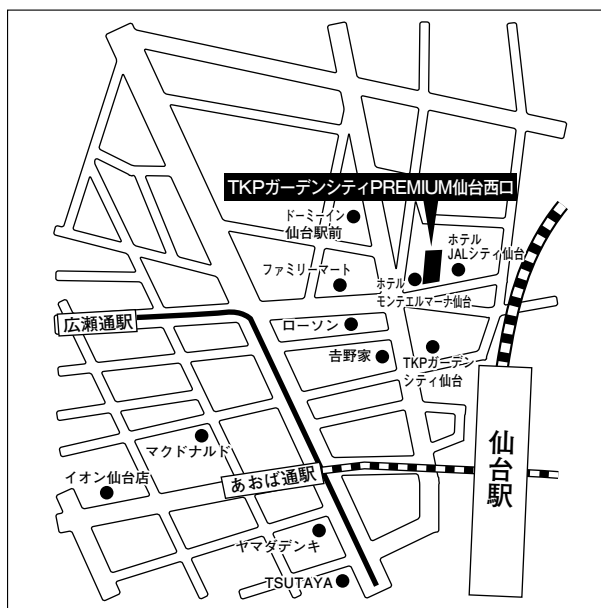 TKPガーデンシティPREMIUM仙台西口
ドーミーイン
仙台駅前
ホテル
JALシティ仙台
ファミリーマート
ホテル
モンテエルマーナ仙台
広瀬通駅
ローソン
吉野家
TKPガーデン
シティ仙台
仙台駅
マクドナルド
イオン仙台店
あおば通駅
ヤマダデンキ
TSUTAYA